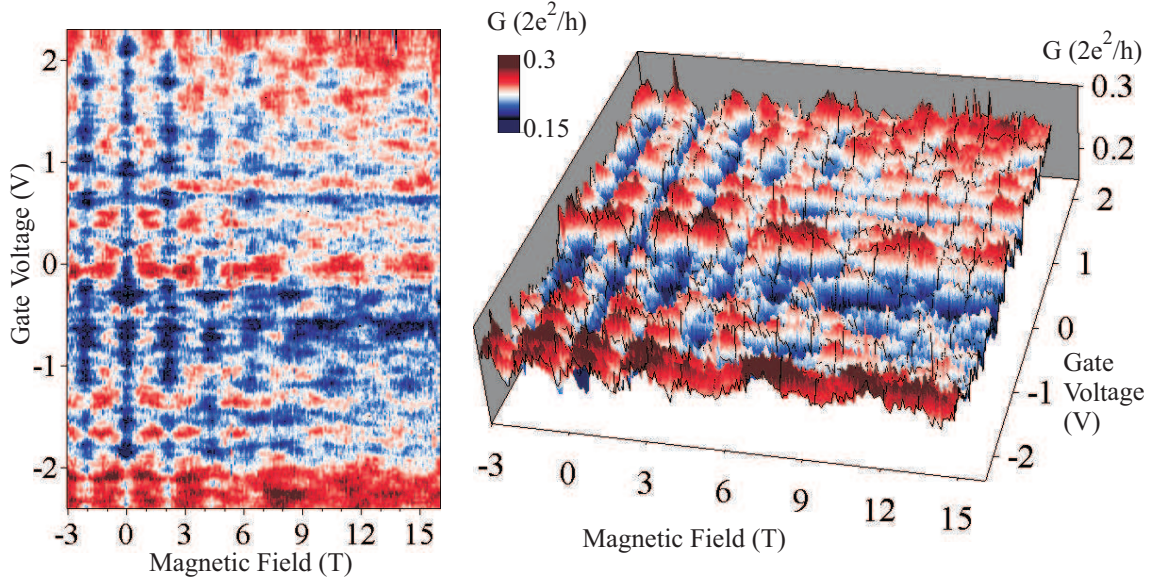 2
1
0
-1
-2
Gate Voltage (V)
-3 0 3 6 9 12 15
Magnetic Field (T)
G (2e²/h)
0.3
0.15
G (2e²/h)
0.3
0.2
2
1
0
-1
-2
Gate
Voltage
(V)
-3 0 3 6 9 12 15
Magnetic Field (T)